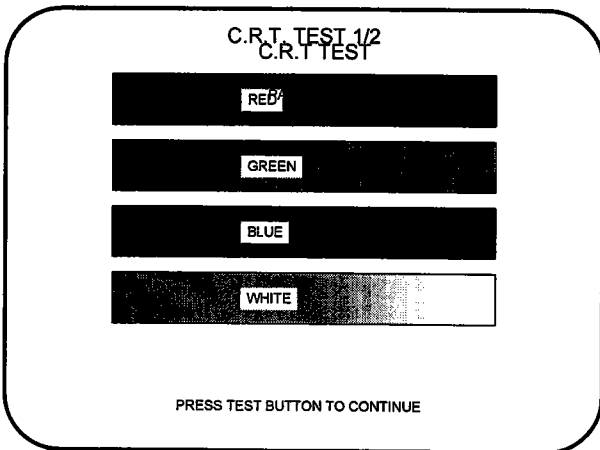 C.R.T. TEST 1/2
C.R.T TEST
RED
GREEN
BLUE
WHITE
PRESS TEST BUTTON TO CONTINUE